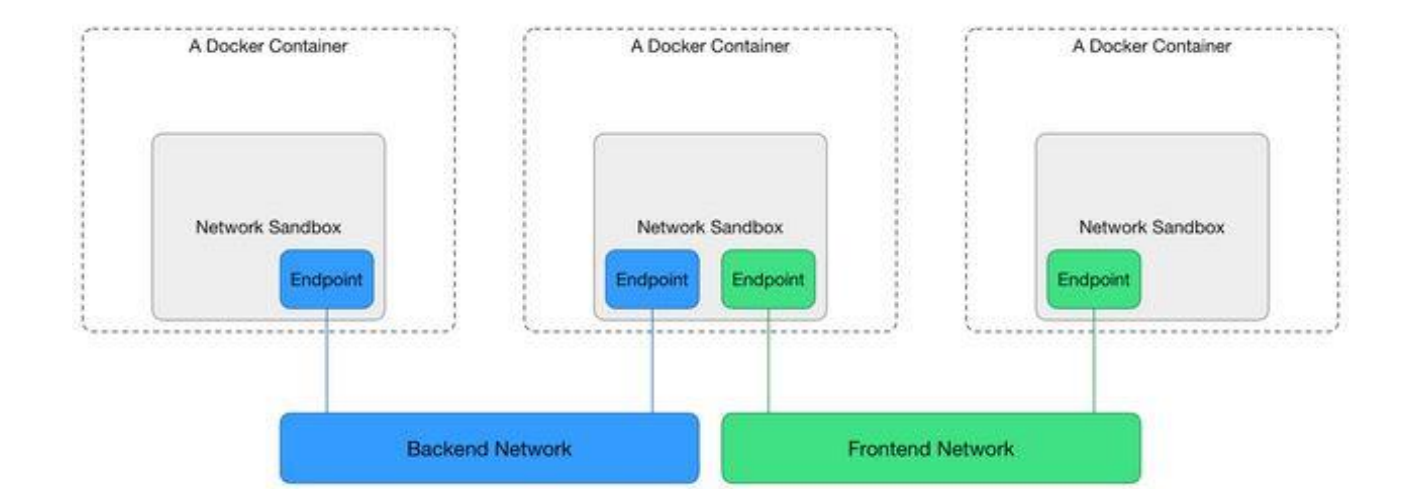 A Docker Container
A Docker Container
A Docker Container
Network Sandbox
Network Sandbox
Network Sandbox
Endpoint
Endpoint
Endpoint
Endpoint
Backend Network
Frontend Network